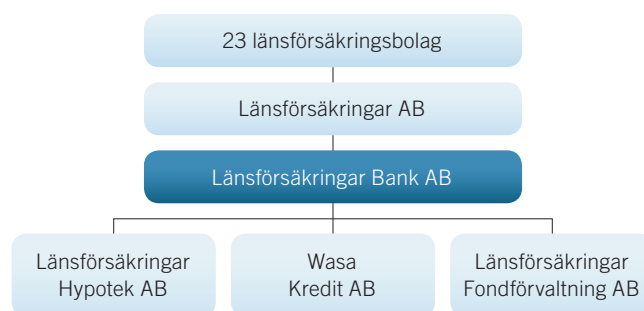 23 länsförsäkringsbolag
Länsförsäkringar AB
Länsförsäkringar Bank AB
Länsförsäkringar
Hypotek AB
Wasa
Kredit AB
Länsförsäkringar
Fondförvaltning AB